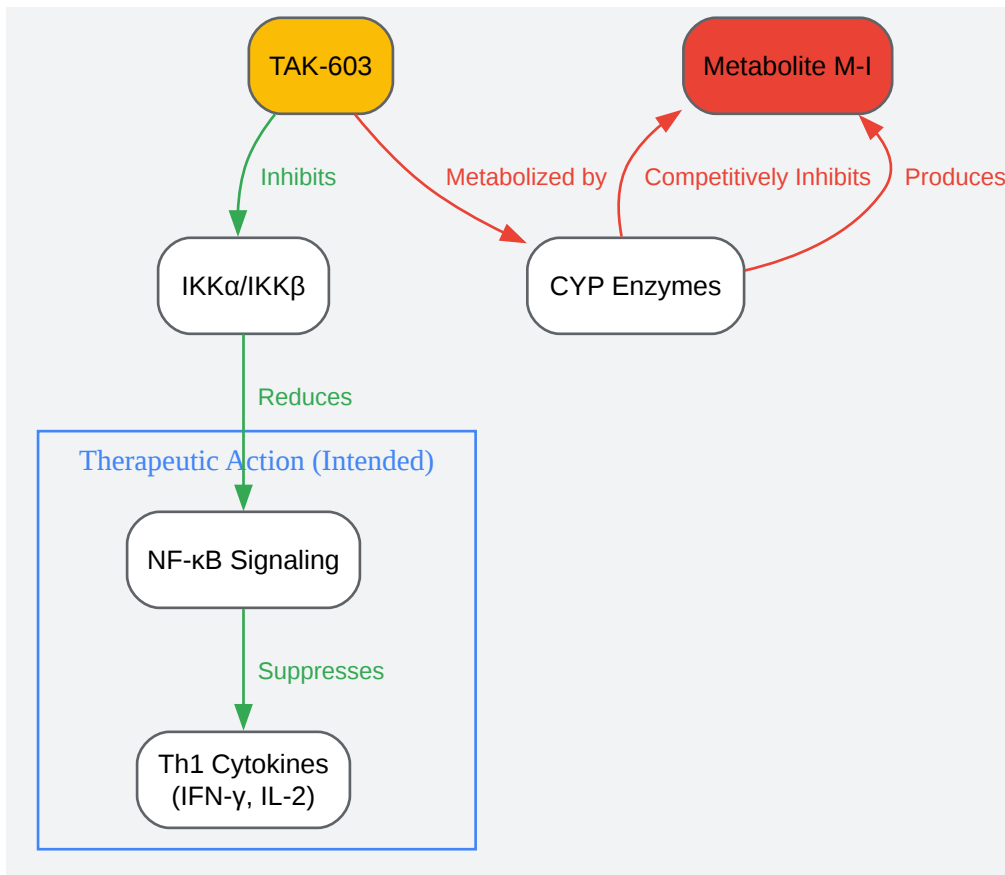 TAK-603
Metabolite M-I
Inhibits
Metabolized by
Competitively Inhibits
Produces
IKKα/IKKβ
CYP Enzymes
Reduces
Therapeutic Action (Intended)
NF-κB Signaling
Suppresses
Th1 Cytokines
(IFN-γ, IL-2)